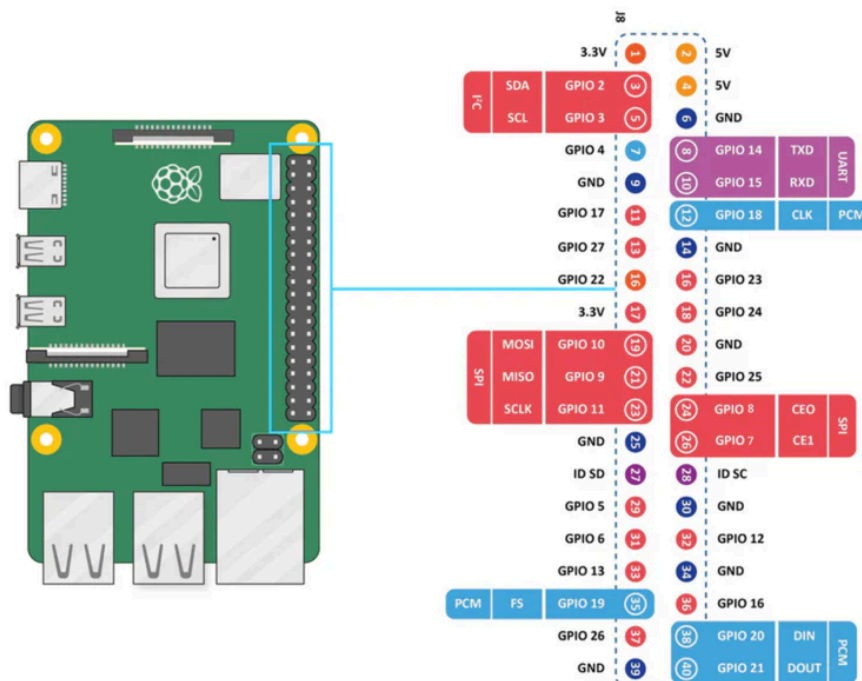 J8
3.3V 1 2 5V
I²C SDA GPIO 2 3 4 5V
SCL GPIO 3 5 6 GND
GPIO 4 7 8 GPIO 14 TXD UART
GND 9 10 GPIO 15 RXD
GPIO 17 11 12 GPIO 18 CLK PCM
GPIO 27 13 14 GND
GPIO 22 16 16 GPIO 23
3.3V 17 18 GPIO 24
SPI MOSI GPIO 10 19 20 GND
MISO GPIO 9 21 22 GPIO 25
SCLK GPIO 11 23 24 GPIO 8 CEO SPI
GND 25 26 GPIO 7 CE1
ID SD 27 28 ID SC
GPIO 5 29 30 GND
GPIO 6 31 32 GPIO 12
GPIO 13 33 34 GND
PCM FS GPIO 19 35 36 GPIO 16
GPIO 26 37 38 GPIO 20 DIN PCM
GND 39 40 GPIO 21 DOUT